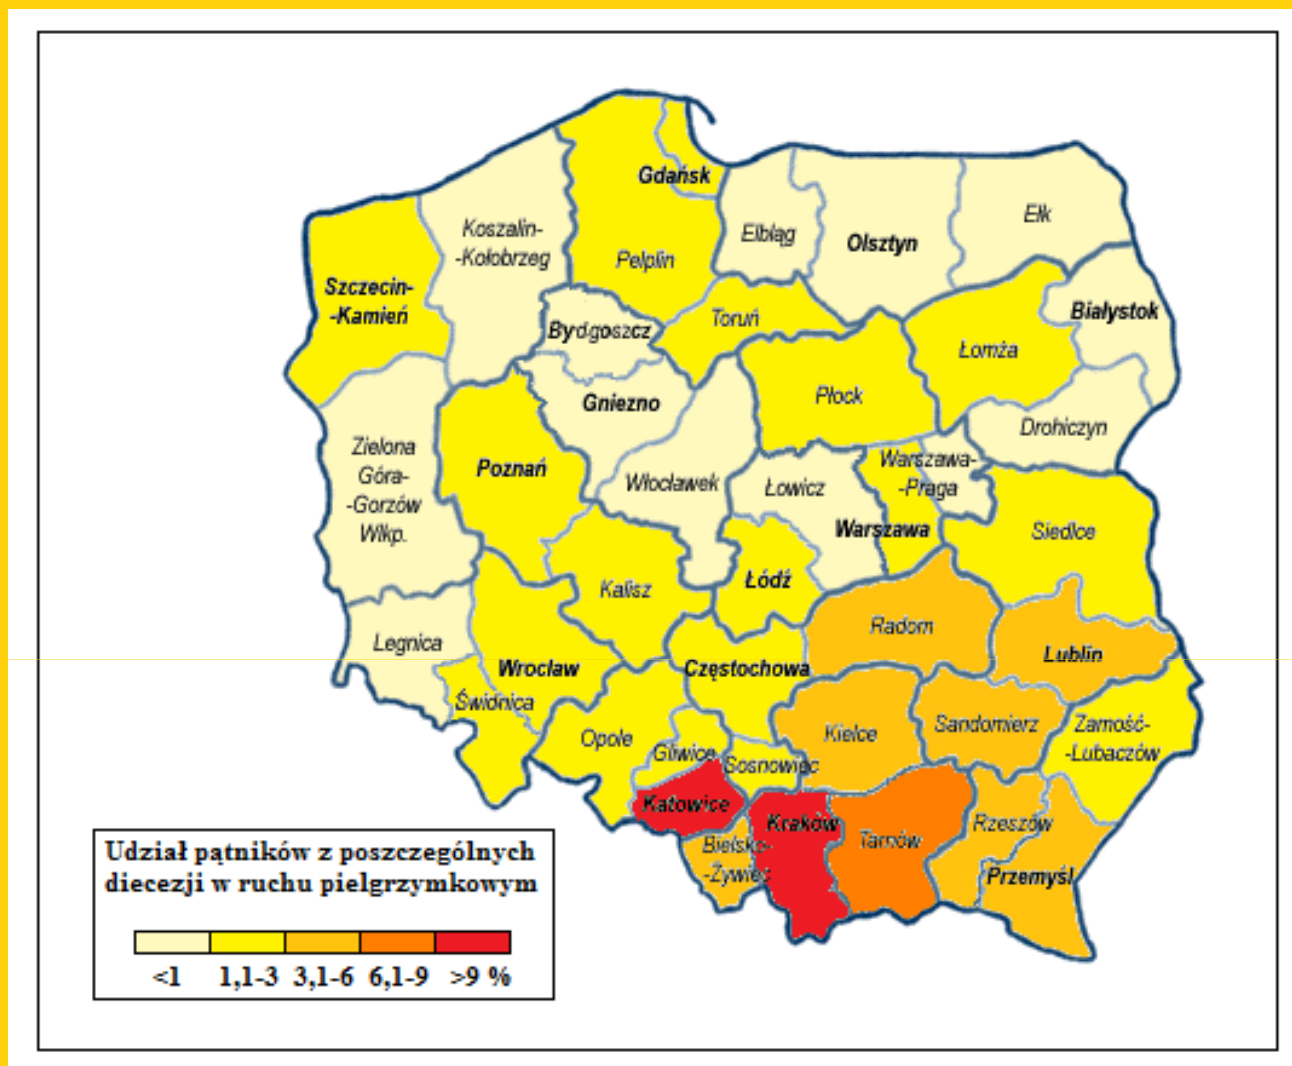 Gdańsk
Koszalin-
-Kołobrzeg
Elbląg
Olsztyn
Ełk
Pelplin
Szczecin-
-Kamień
Bydgoszcz
Toruń
Białystok
Łomża
Płock
Gniezno
Drohiczyn
Zielona
Góra-
-Gorzów
Wlkp.
Poznań
Włocławek
Łowicz
Warszawa-
-Praga
Warszawa
Siedlce
Kalisz
Łódź
Radom
Legnica
Wrocław
Częstochowa
Lublin
Świdnica
Opole
Gliwice
Sosnowiec
Kielce
Sandomierz
Zamość-
-Lubaczów
Katowice
Kraków
Tarnów
Rzeszów
Bielsko-
-Żywiec
Przemyśl
Udział pątników z poszczególnych
diecezji w ruchu pielgrzymkowym
<1 1,1-3 3,1-6 6,1-9 >9 %